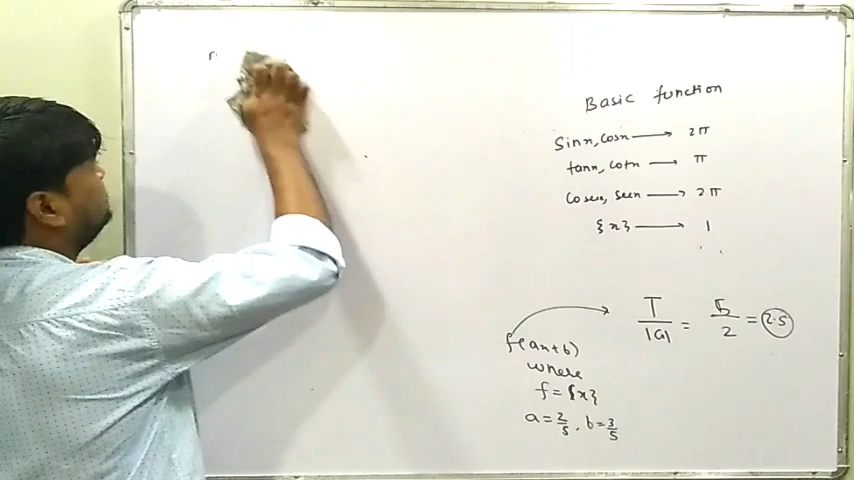 Basic function
Sinx, Cosx → 2π
tanx, Cotx → π
Cosecx, Secx → 2π
{x} → 1
T/|a| = 5/2 = 2.5
f(ax+b)
where
f = {x}
a = 2/5, b = 3/5